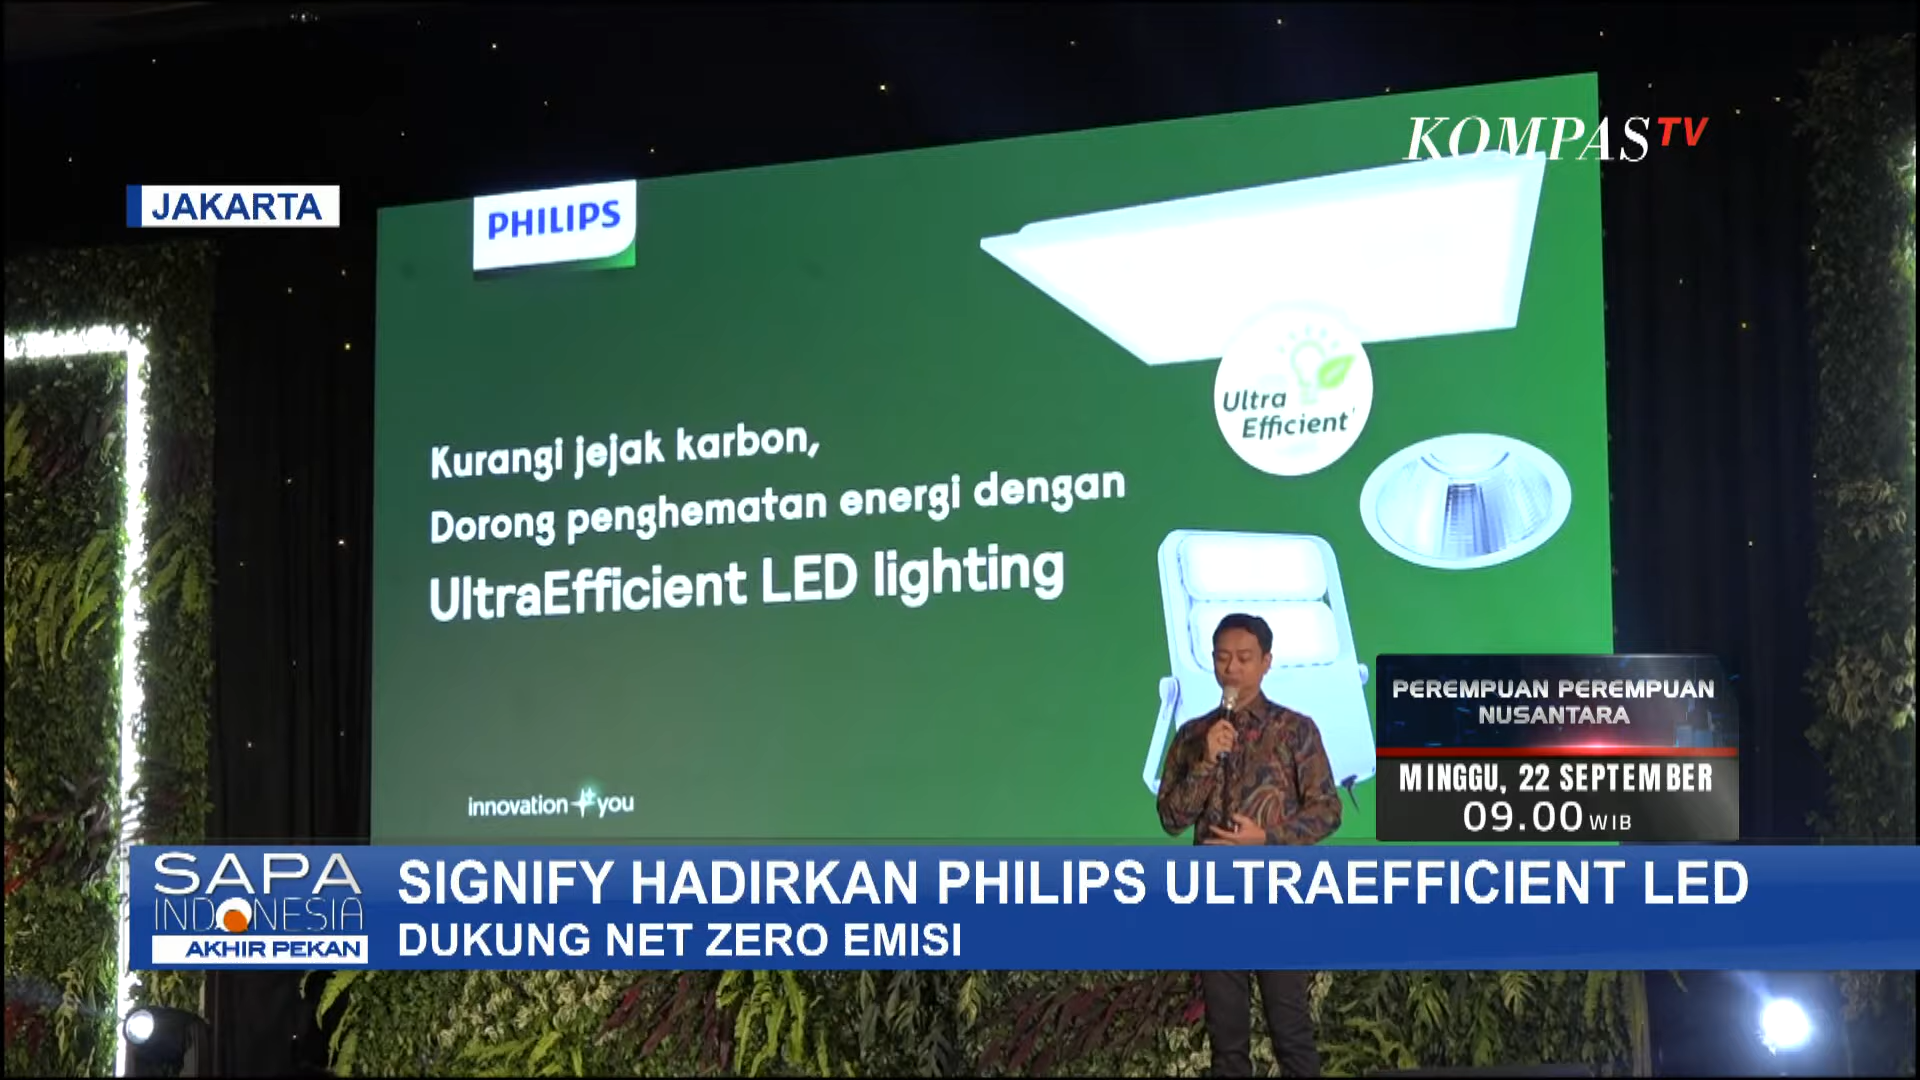 KOMPAS TV
JAKARTA
PHILIPS
Ultra
Efficient
Kurangi jejak karbon,
Dorong penghematan energi dengan
UltraEfficient LED lighting
innovation you
PEREMPUAN PEREMPUAN
NUSANTARA
MINGGU, 22 SEPTEMBER
09.00 WIB
SAPA
INDONESIA
AKHIR PEKAN
SIGNIFY HADIRKAN PHILIPS ULTRAEFFICIENT LED
DUKUNG NET ZERO EMISI